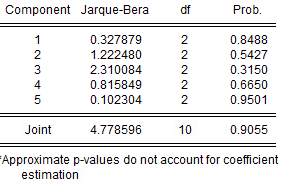 Component Jarque-Bera df Prob.
1 0.327879 2 0.8488
2 1.222480 2 0.5427
3 2.310084 2 0.3150
4 0.815849 2 0.6650
5 0.102304 2 0.9501
Joint 4.778596 10 0.9055
*Approximate p-values do not account for coefficient
estimation